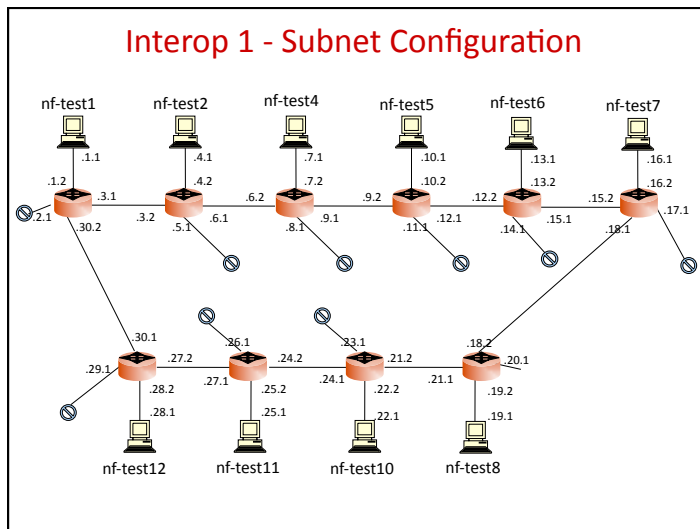 Interop 1 - Subnet Configuration
nf-test1 nf-test2 nf-test4 nf-test5 nf-test6 nf-test7
.1.1 .4.1 .7.1 .10.1 .13.1 .16.1
.1.2 .4.2 .7.2 .10.2 .13.2 .16.2
.2.1 .3.1 .3.2 .6.1 .6.2 .9.1 .9.2 .12.1 .12.2 .15.1 .15.2 .17.1
.30.2 .5.1 .8.1 .11.1 .14.1 .18.1
.30.1 .26.1 .23.1 .18.2
.29.1 .27.2 .27.1 .24.2 .24.1 .21.2 .21.1 .20.1
.28.2 .25.2 .22.2 .19.2
.28.1 .25.1 .22.1 .19.1
nf-test12 nf-test11 nf-test10 nf-test8